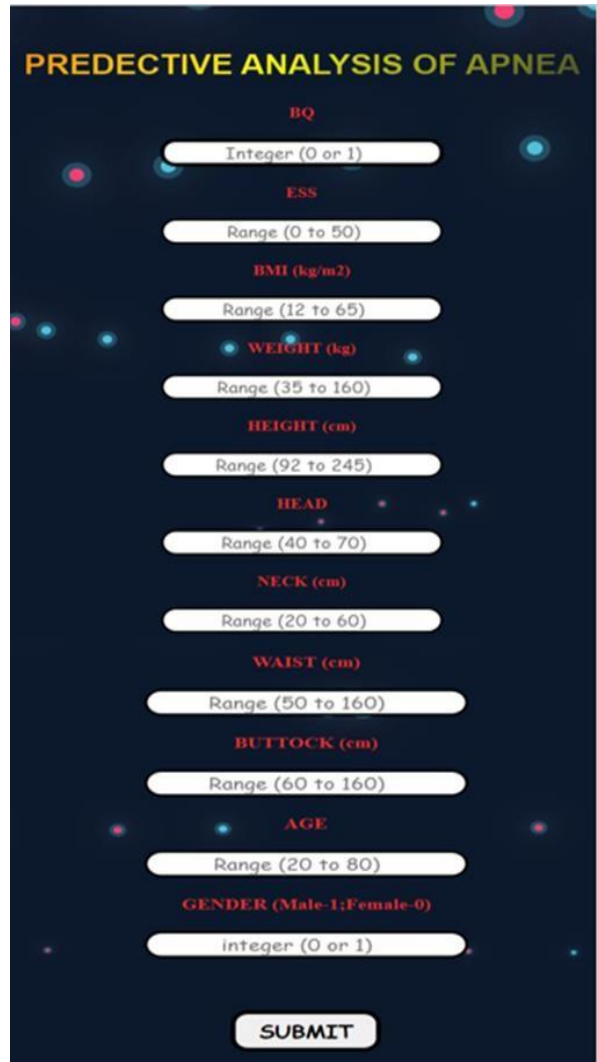 PREDECTIVE ANALYSIS OF APNEA
BQ
Integer (0 or 1)
ESS
Range (0 to 50)
BMI (kg/m2)
Range (12 to 65)
WEIGHT (kg)
Range (35 to 160)
HEIGHT (cm)
Range (92 to 245)
HEAD
Range (40 to 70)
NECK (cm)
Range (20 to 60)
WAIST (cm)
Range (50 to 160)
BUTTOCK (cm)
Range (60 to 160)
AGE
Range (20 to 80)
GENDER (Male-1;Female-0)
integer (0 or 1)
SUBMIT